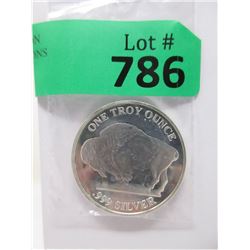 Lot #
786
ONE TROY OUNCE
.999 SILVER